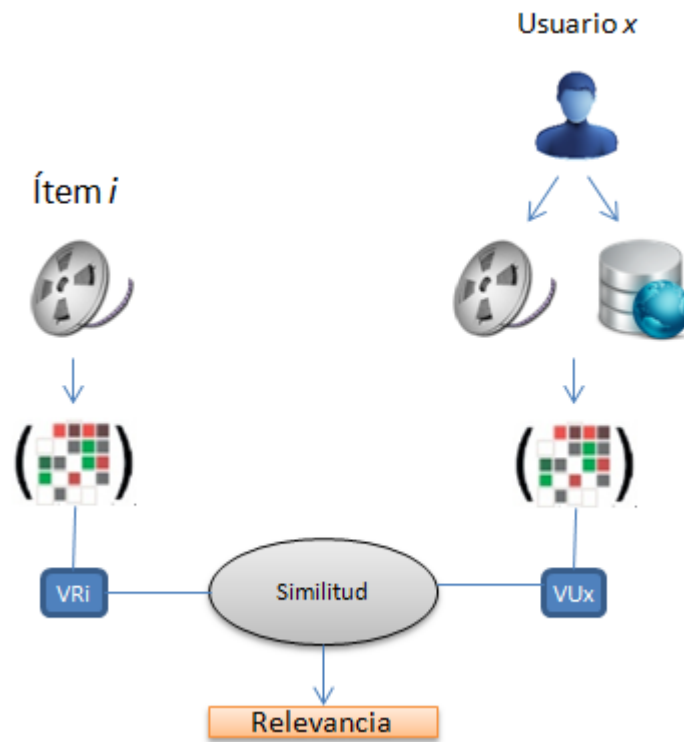 Usuario x
Ítem i
VRi
Similitud
VUx
Relevancia